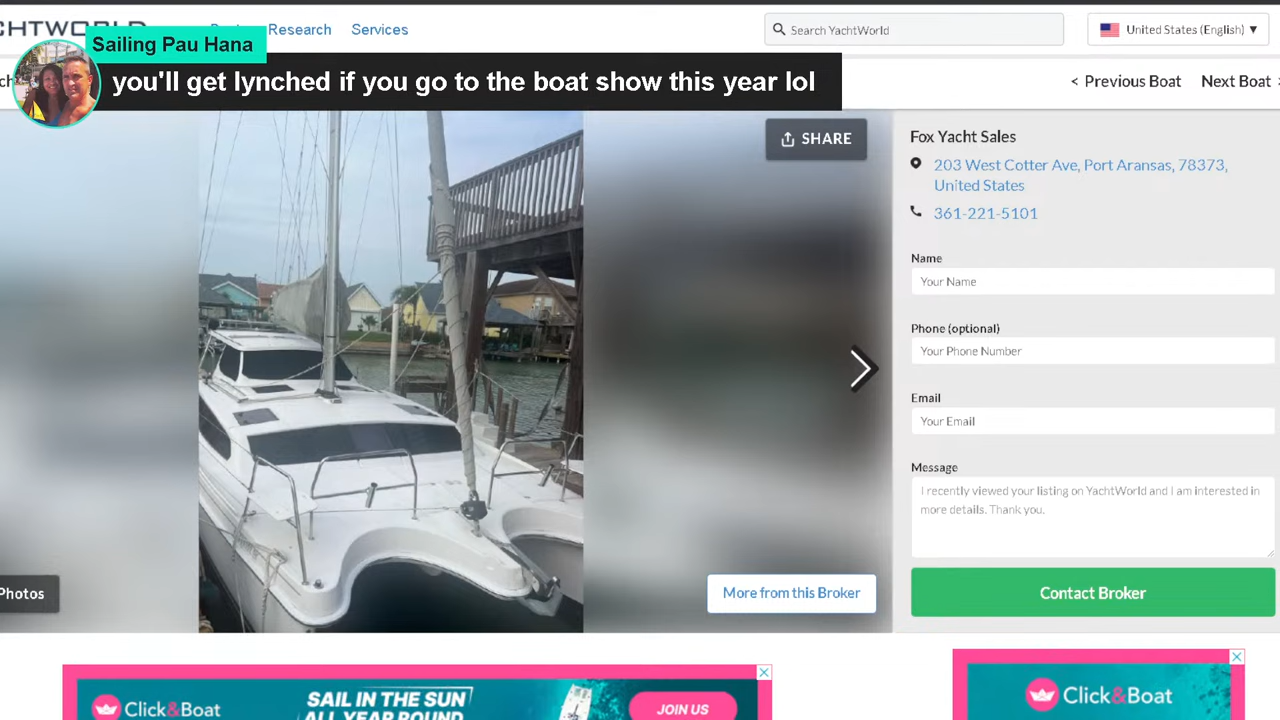 CHTWORLD
Research
Services
Search YachtWorld
United States (English) ▼
Sailing Pau Hana
you'll get lynched if you go to the boat show this year lol
< Previous Boat
Next Boat
SHARE
Fox Yacht Sales
203 West Cotter Ave, Port Aransas, 78373,
United States
361-221-5101
Name
Your Name
Phone (optional)
Your Phone Number
Email
Your Email
Message
I recently viewed your listing on YachtWorld and I am interested in
more details. Thank you.
Photos
More from this Broker
Contact Broker
Click&Boat
SAIL IN THE SUN
ALL YEAR ROUND
JOIN US
Click&Boat